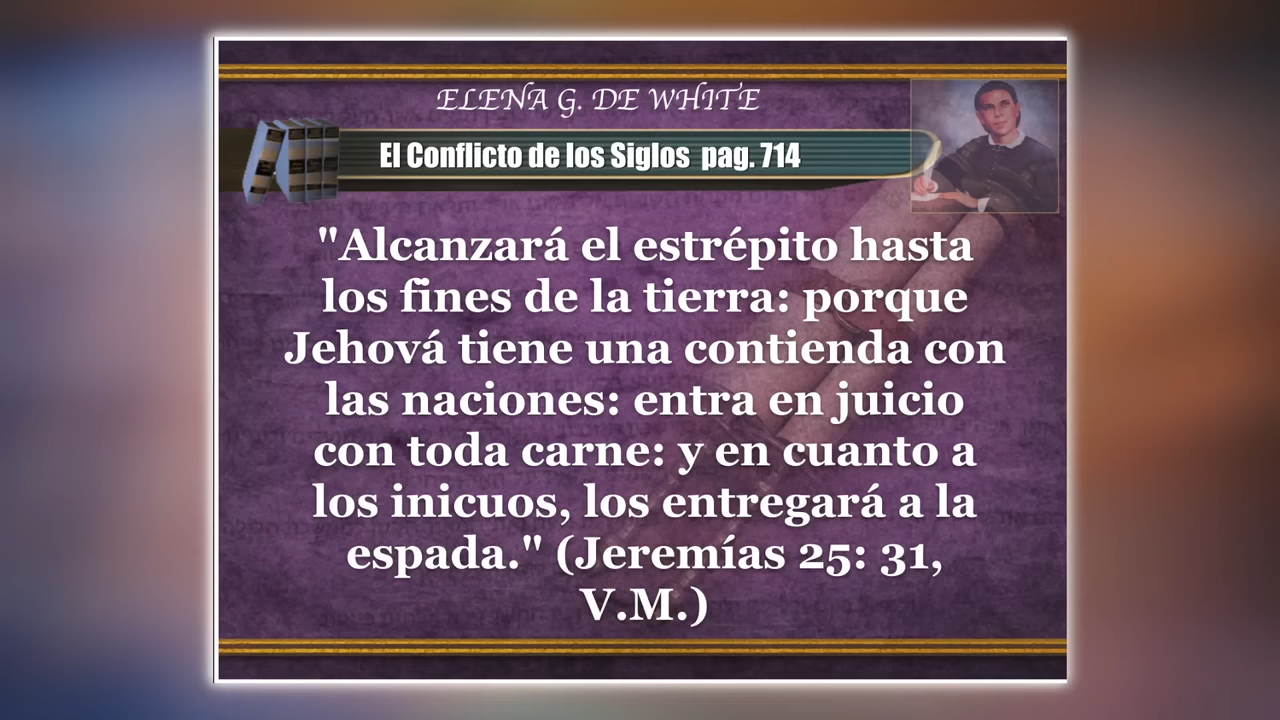 ELENA G. DE WHITE
El Conflicto de los Siglos pag. 714
"Alcanzará el estrépito hasta
los fines de la tierra: porque
Jehová tiene una contienda con
las naciones: entra en juicio
con toda carne: y en cuanto a
los inicuos, los entregará a la
espada." (Jeremías 25: 31,
V.M.)